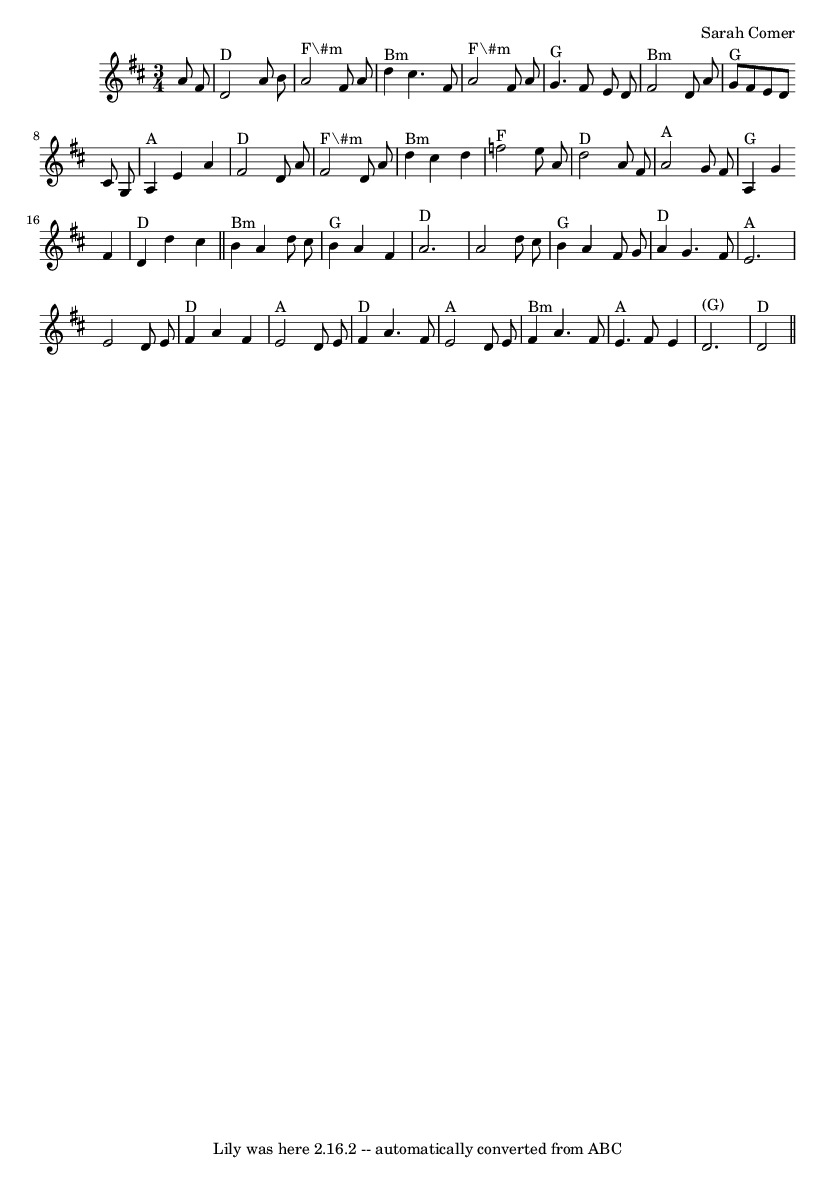 Sarah Comer
D F\#m Bm F\#m G Bm G
3
4
8
A D F\#m Bm F D A G
16
D Bm G D G D A
D A D A Bm A (G) D
Lily was here 2.16.2 -- automatically converted from ABC